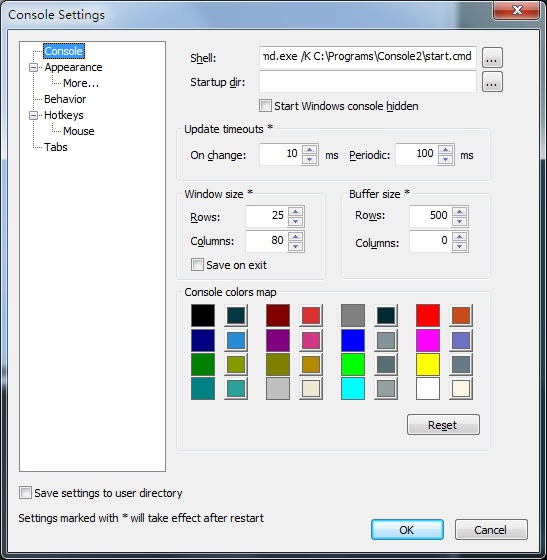 Console Settings
Console
Appearance
More...
Behavior
Hotkeys
Mouse
Tabs
Shell: md.exe /K C:\Programs\Console2\start.cmd ...
Startup dir: ...
Start Windows console hidden
Update timeouts *
On change: 10 ms Periodic: 100 ms
Window size *
Rows: 25
Columns: 80
Save on exit
Buffer size *
Rows: 500
Columns: 0
Console colors map
Reset
Save settings to user directory
Settings marked with * will take effect after restart
OK Cancel